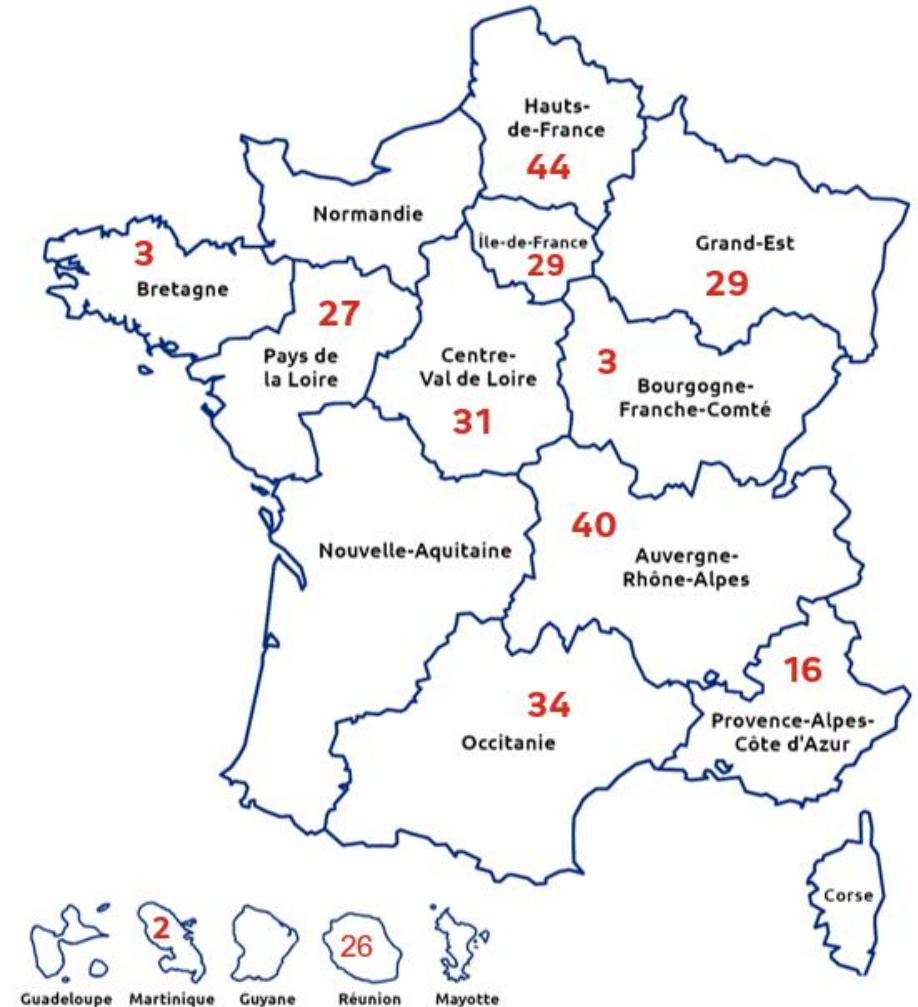 Hauts-
de-France
44
Normandie
Île-de-France
29
Grand-Est
29
3
Bretagne
27
Pays de
la Loire
Centre-
Val de Loire
31
3
Bourgogne-
Franche-Comté
40
Auvergne-
Rhône-Alpes
Nouvelle-Aquitaine
16
Provence-Alpes-
Côte d'Azur
34
Occitanie
Corse
2
26
Guadeloupe Martinique Guyane Réunion Mayotte